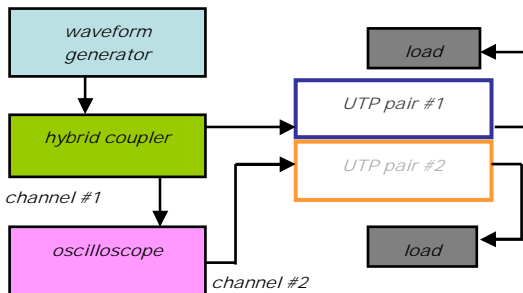 waveform
generator
load
UTP pair #1
hybrid coupler
UTP pair #2
channel #1
oscilloscope
load
channel #2